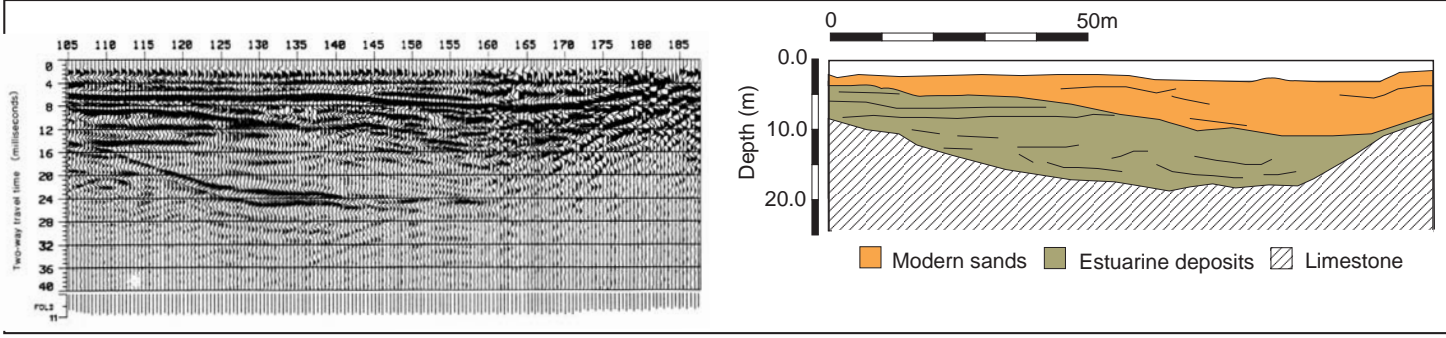 105 110 115 120 125 130 135 140 145 150 155 160 165 170 175 180 185
0
4
8
12
16
20
24
28
32
36
40
Two-way travel time (milliseconds)
FOLD
11
0 50m
0.0
10.0
20.0
Depth (m)
Modern sands Estuarine deposits Limestone